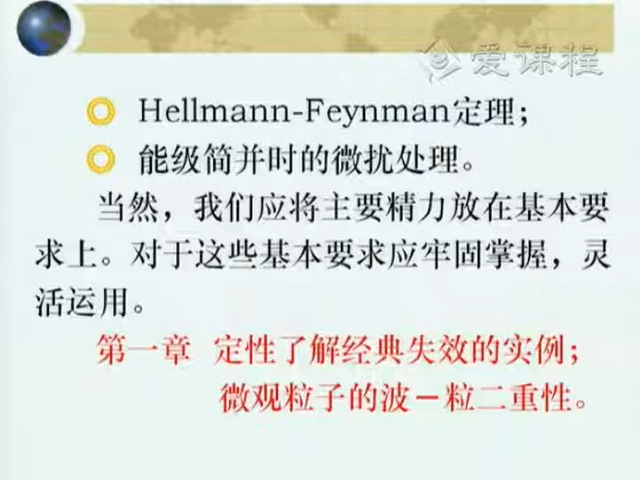 爱课程
Hellmann-Feynman定理；
能级简并时的微扰处理。
当然，我们应将主要精力放在基本要
求上。对于这些基本要求应牢固掌握，灵
活运用。
第一章 定性了解经典失效的实例；
微观粒子的波－粒二重性。